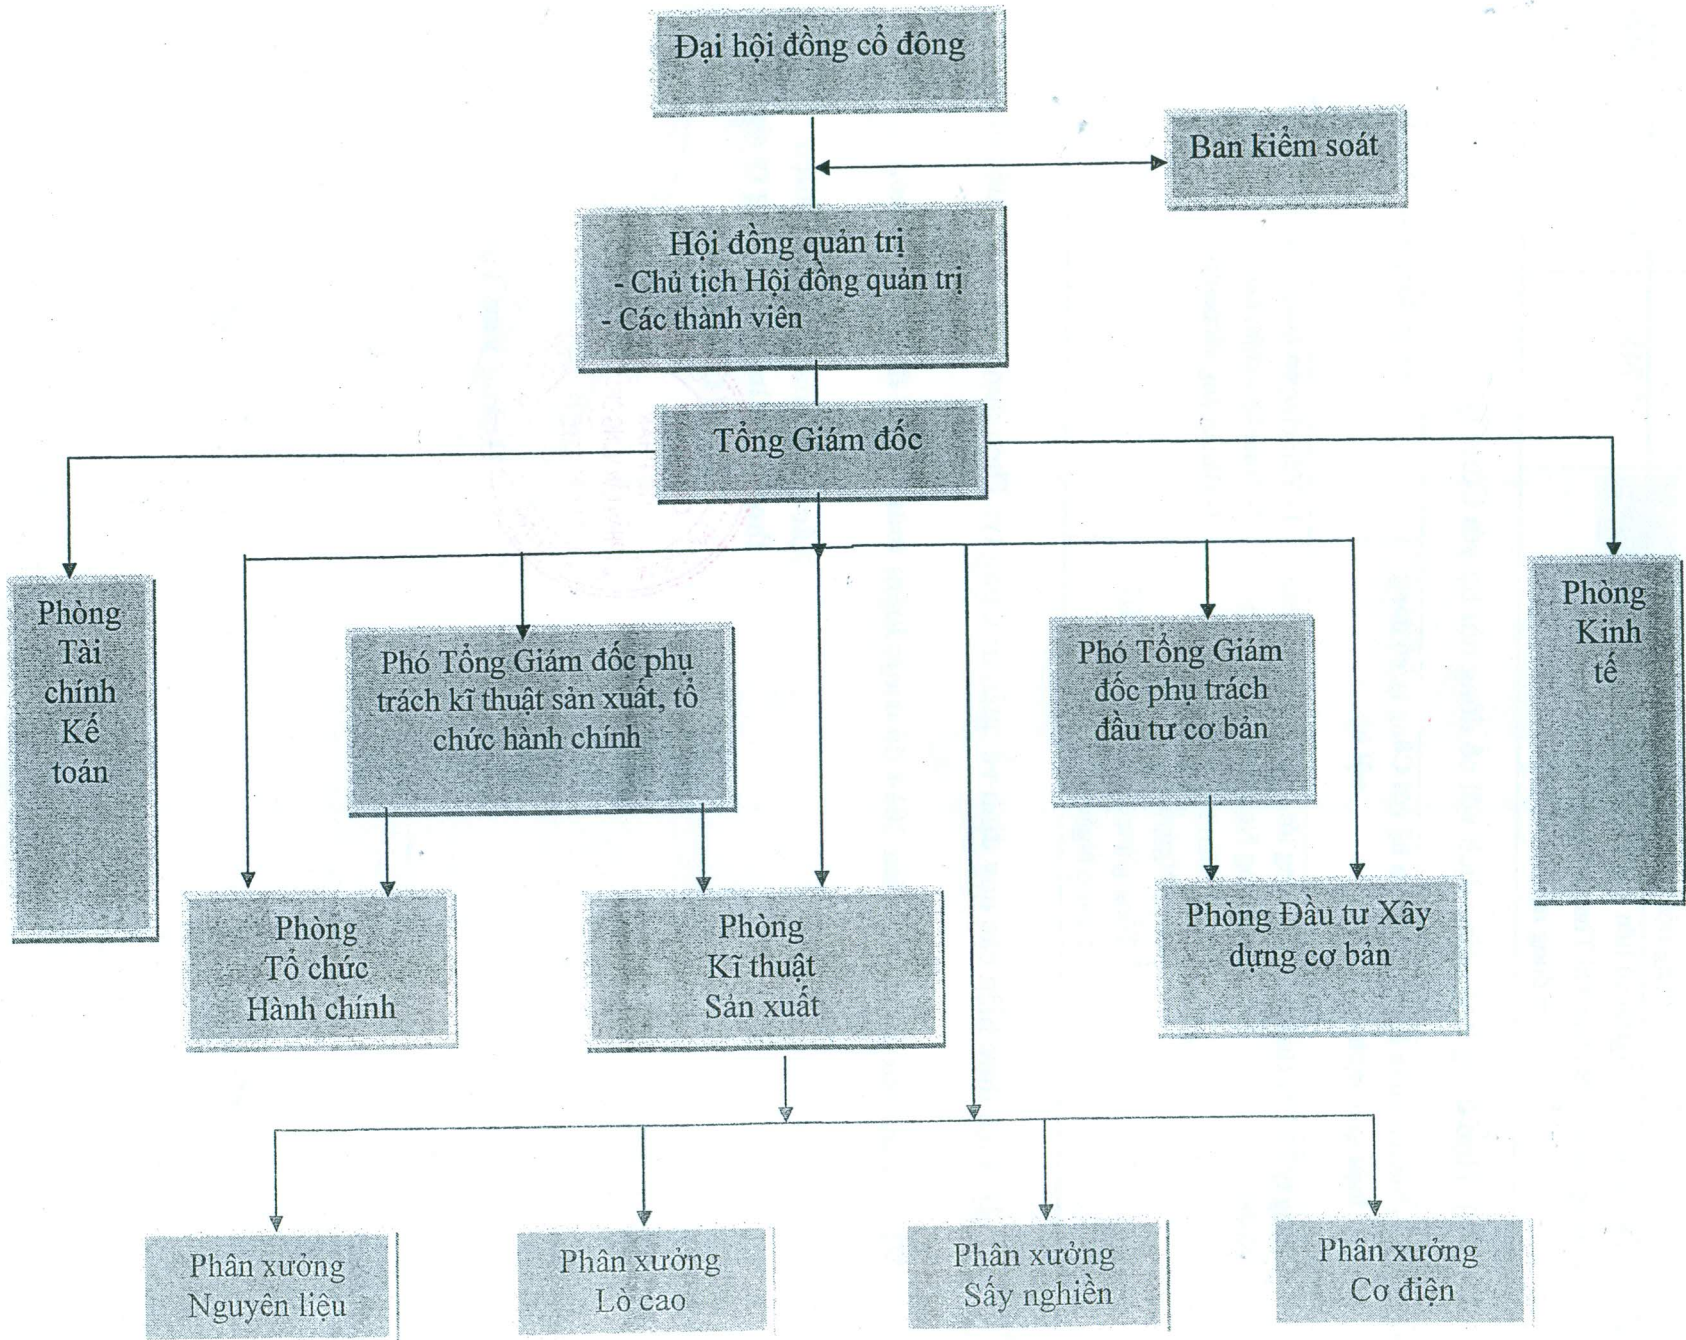 Đại hội đồng cổ đông
Ban kiểm soát
Hội đồng quản trị
- Chủ tịch Hội đồng quản trị
- Các thành viên
Tổng Giám đốc
Phòng
Tài
chính
Kế
toán
Phó Tổng Giám đốc phụ
trách kĩ thuật sản xuất, tổ
chức hành chính
Phó Tổng Giám
đốc phụ trách
đầu tư cơ bản
Phòng
Kinh
tế
Phòng
Tổ chức
Hành chính
Phòng
Kĩ thuật
Sản xuất
Phòng Đầu tư Xây
dựng cơ bản
Phân xưởng
Nguyên liệu
Phân xưởng
Lò cao
Phân xưởng
Sấy nghiền
Phân xưởng
Cơ điện